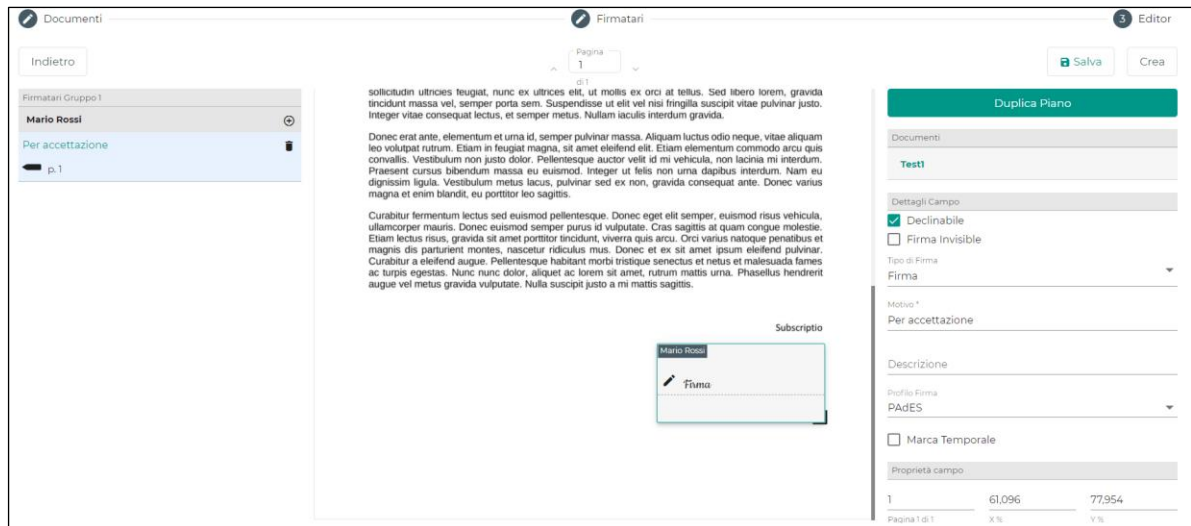 Documenti
Firmatari
3 Editor
Indietro
Pagina
1
di 1
Salva
Crea
Firmatari Gruppo 1
Mario Rossi
Per accettazione
p. 1
sollicitudin ultricies feugiat, nunc ex ultrices elit, ut mollis ex orci at tellus. Sed libero lorem, gravida
tincidunt massa vel, semper porta sem. Suspendisse ut elit vel nisi fringilla suscipit vitae pulvinar justo.
Integer vitae consequat lectus, et semper metus. Nullam iaculis interdum gravida.
Donec erat ante, elementum et urna id, semper pulvinar massa. Aliquam luctus odio neque, vitae aliquam
leo volutpat rutrum. Etiam in feugiat magna, sit amet eleifend elit. Etiam elementum commodo arcu quis
convallis. Vestibulum non justo dolor. Pellentesque auctor velit id mi vehicula, non lacinia mi interdum.
Praesent cursus bibendum massa eu euismod. Integer ut felis non urna dapibus interdum. Nam eu
dignissim ligula. Vestibulum metus lacus, pulvinar sed ex non, gravida consequat ante. Donec varius
magna et enim blandit, eu porttitor leo sagittis.
Curabitur fermentum lectus sed euismod pellentesque. Donec eget elit semper, euismod risus vehicula,
ullamcorper mauris. Donec euismod semper purus id vulputate. Cras sagittis at quam congue molestie.
Etiam lectus risus, gravida sit amet porttitor tincidunt, viverra quis arcu. Orci varius natoque penatibus et
magnis dis parturient montes, nascetur ridiculus mus. Donec et ex sit amet ipsum eleifend pulvinar.
Curabitur a eleifend augue. Pellentesque habitant morbi tristique senectus et netus et malesuada fames
ac turpis egestas. Nunc nunc dolor, aliquet ac lorem sit amet, rutrum mattis urna. Phasellus hendrerit
augue vel metus gravida vulputate. Nulla suscipit justo a mi mattis sagittis.
Subscriptio
Mario Rossi
Firma
Duplica Piano
Documenti
Test1
Dettagli Campo
Declinabile
Firma Invisibile
Tipo di Firma
Firma
Motivo *
Per accettazione
Descrizione
Profilo Firma
PAdES
Marca Temporale
Proprietà campo
1 61,096 77,954
Pagina 1 di 1 X % Y %